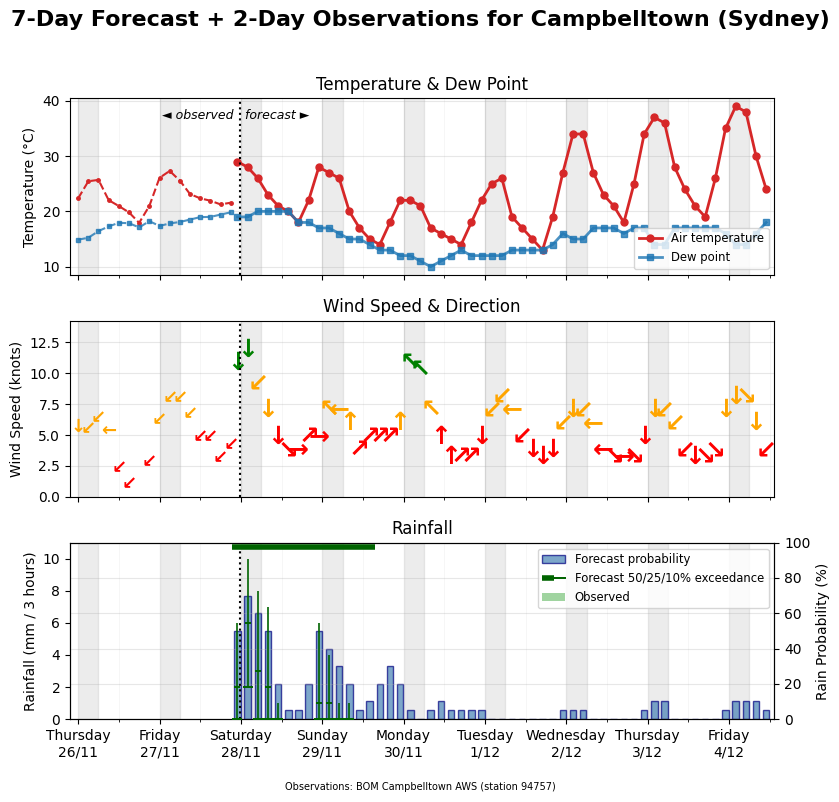 7-Day Forecast + 2-Day Observations for Campbelltown (Sydney)
Temperature & Dew Point
Temperature (°C)
40
30
20
10
◄ observed
forecast ►
Air temperature
Dew point
Wind Speed & Direction
Wind Speed (knots)
12.5
10.0
7.5
5.0
2.5
0.0
Rainfall
Rainfall (mm / 3 hours)
10
8
6
4
2
0
Forecast probability
Forecast 50/25/10% exceedance
Observed
100
80
60
40
20
0
Rain Probability (%)
Thursday
26/11
Friday
27/11
Saturday
28/11
Sunday
29/11
Monday
30/11
Tuesday
1/12
Wednesday
2/12
Thursday
3/12
Friday
4/12
Observations: BOM Campbelltown AWS (station 94757)